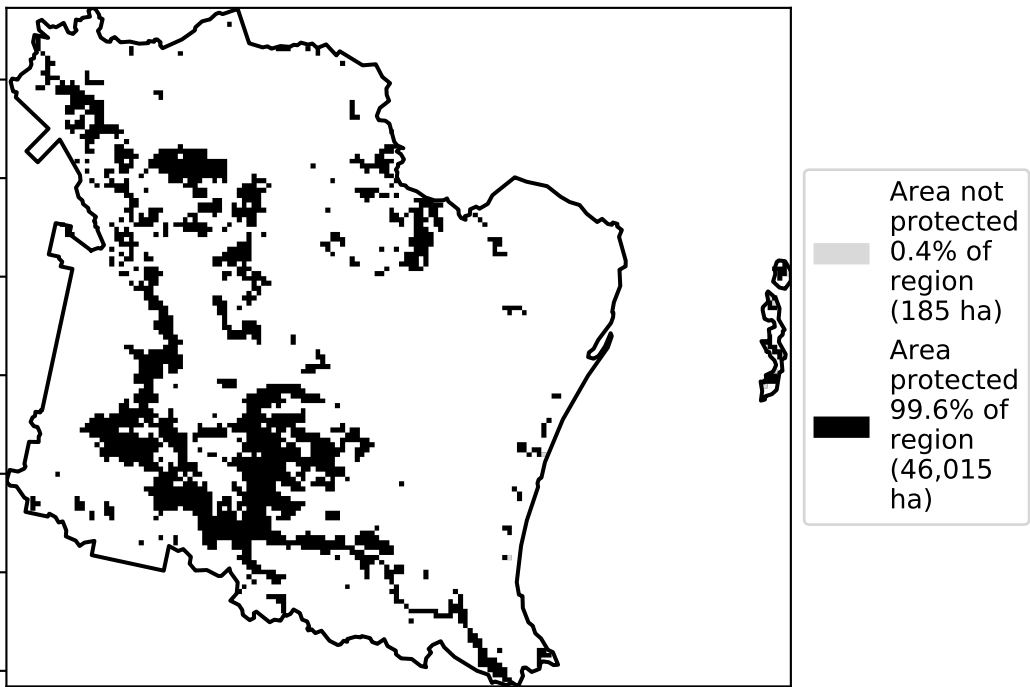 Area not
protected
0.4% of
region
(185 ha)
Area
protected
99.6% of
region
(46,015
ha)